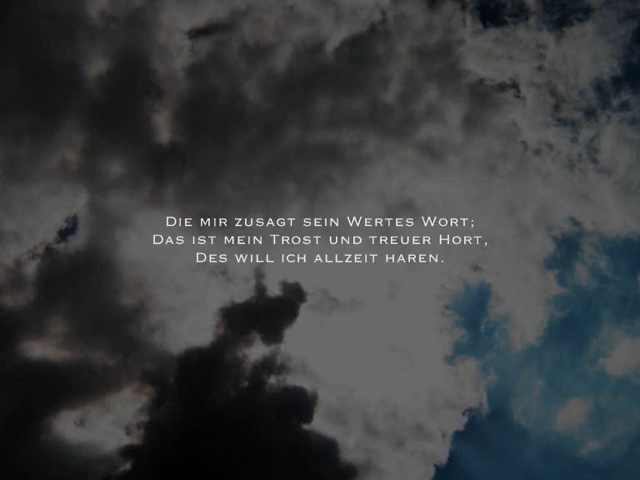 Die mir zusagt sein Wertes Wort;
Das ist mein Trost und treuer Hort,
Des will ich allzeit haren.